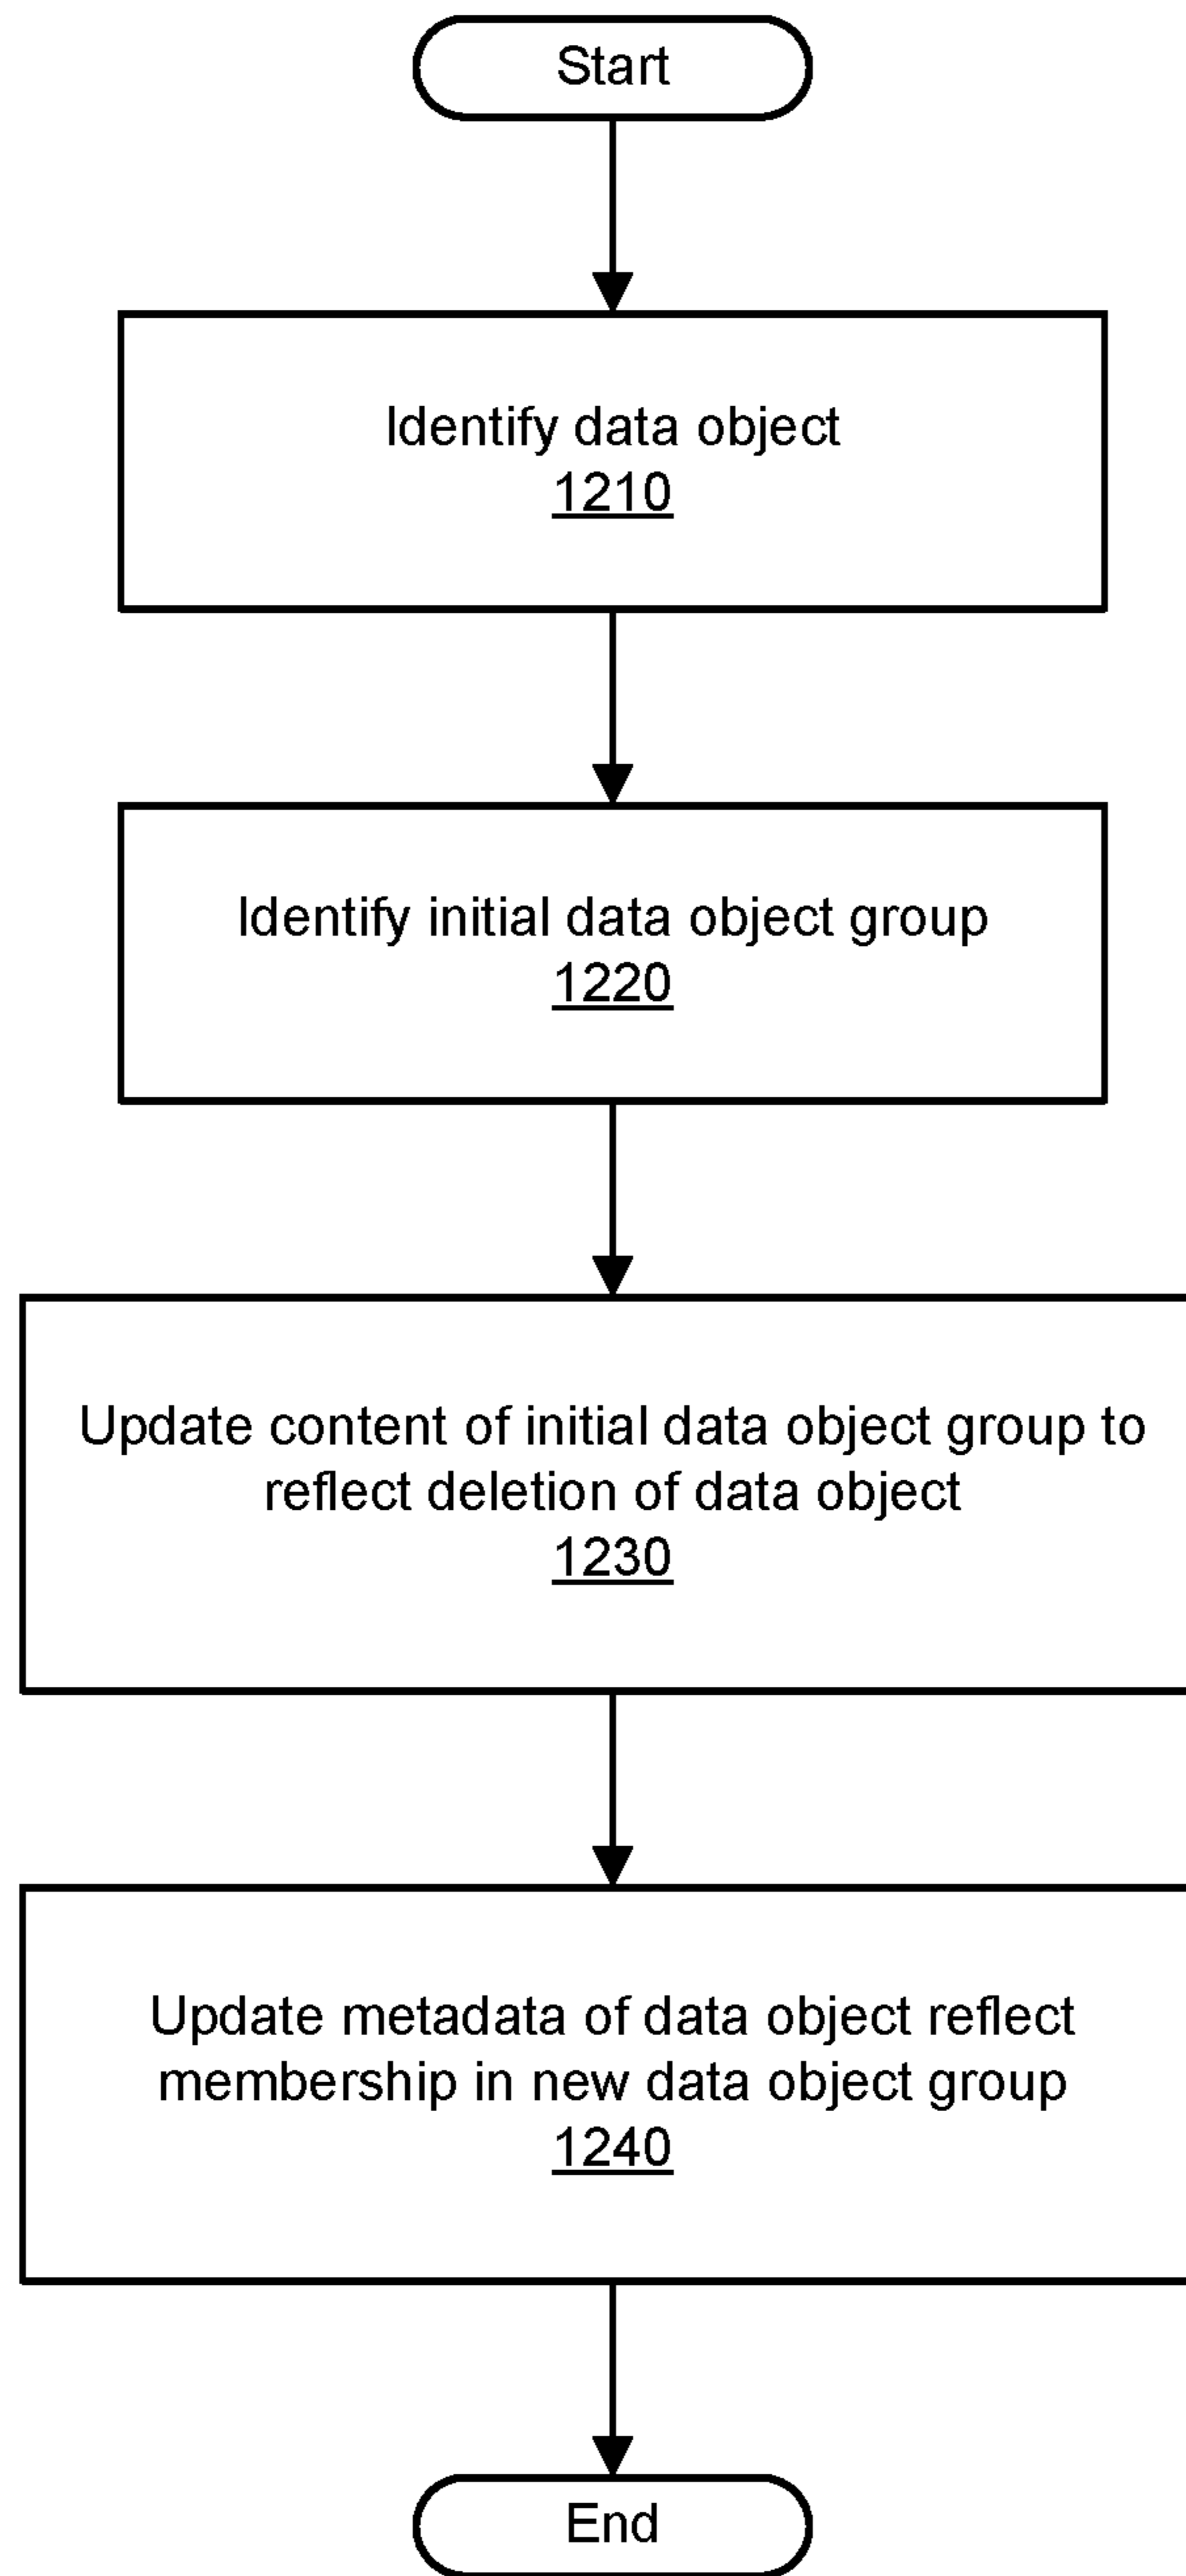 Start
Identify data object
1210
Identify initial data object group
1220
Update content of initial data object group to
reflect deletion of data object
1230
Update metadata of data object reflect
membership in new data object group
1240
End